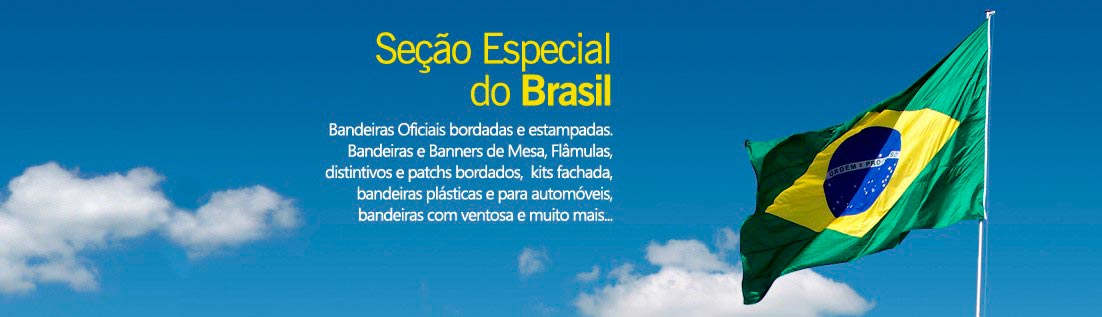 Seção Especial
do Brasil
Bandeiras Oficiais bordadas e estampadas.
Bandeiras e Banners de Mesa, Flâmulas,
distintivos e patchs bordados, kits fachada,
bandeiras plásticas e para automóveis,
bandeiras com ventosa e muito mais...
ORDEM E PRO